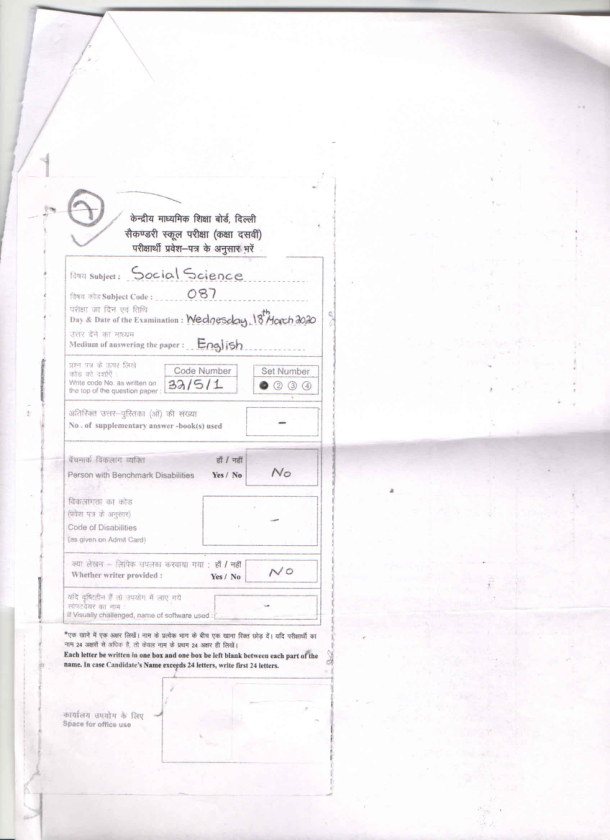 केन्द्रीय माध्यमिक शिक्षा बोर्ड, दिल्ली
सैकण्डरी स्कूल परीक्षा (कक्षा दसवीं)
परीक्षार्थी प्रवेश–पत्र के अनुसार भरें
विषय Subject : Social Science
विषय कोड Subject Code : 087
परीक्षा का दिन एवं तिथि
Day & Date of the Examination : Wednesday, 18th March 2020
उत्तर देने का माध्यम
Medium of answering the paper : English
प्रश्न पत्र के ऊपर लिखे
कोड को दर्शाएँ :
Write code No. as written on
the top of the question paper :
Code Number
32/5/1
Set Number
● ② ③ ④
अतिरिक्त उत्तर–पुस्तिका (ओं) की संख्या
No. of supplementary answer -book(s) used
–
बैंचमार्क विकलांग व्यक्ति हाँ / नहीं
Person with Benchmark Disabilities Yes / No No
विकलांगता का कोड
(प्रवेश पत्र के अनुसार)
Code of Disabilities
(as given on Admit Card)
–
क्या लेखन – लिपिक उपलब्ध करवाया गया : हाँ / नहीं
Whether writer provided : Yes / No NO
यदि दृष्टिहीन हैं तो उपयोग में लाए गये
सोफ्टवेयर का नाम :
If Visually challenged, name of software used :
–
*एक खाने में एक अक्षर लिखें। नाम के प्रत्येक भाग के बीच एक खाना रिक्त छोड़ दें। यदि परीक्षार्थी का
नाम 24 अक्षरों से अधिक है, तो केवल नाम के प्रथम 24 अक्षर ही लिखें।
Each letter be written in one box and one box be left blank between each part of the
name. In case Candidate's Name exceeds 24 letters, write first 24 letters.
कार्यालय उपयोग के लिए
Space for office use